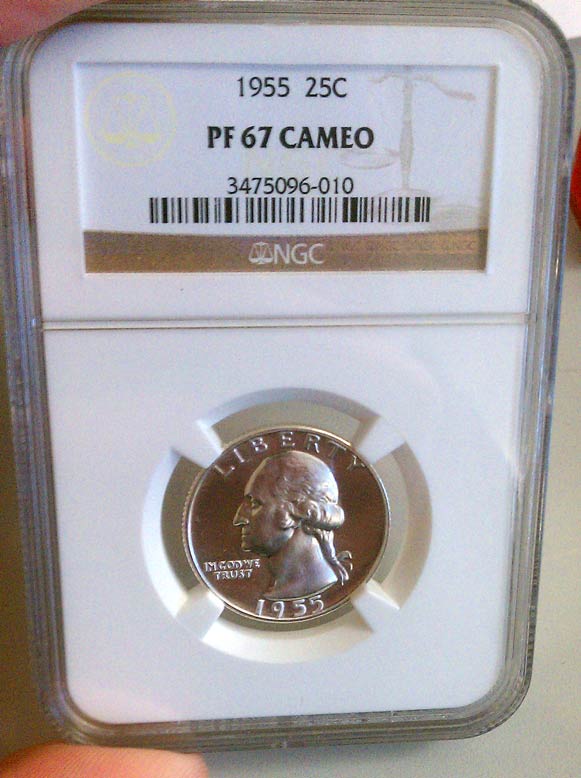 1955 25C
PF 67 CAMEO
3475096-010
NGC
LIBERTY
IN GOD WE
TRUST
1955